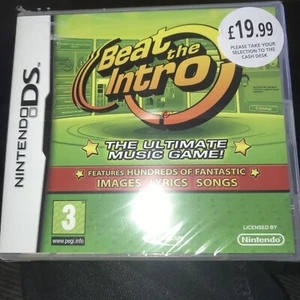 £19.99
PLEASE TAKE YOUR
SELECTION TO THE
CASH DESK
NINTENDO DS
Beat
the
Intro
THE ULTIMATE
MUSIC GAME!
FEATURES HUNDREDS OF FANTASTIC
IMAGES LYRICS SONGS
3
www.pegi.info
LICENSED BY
Nintendo